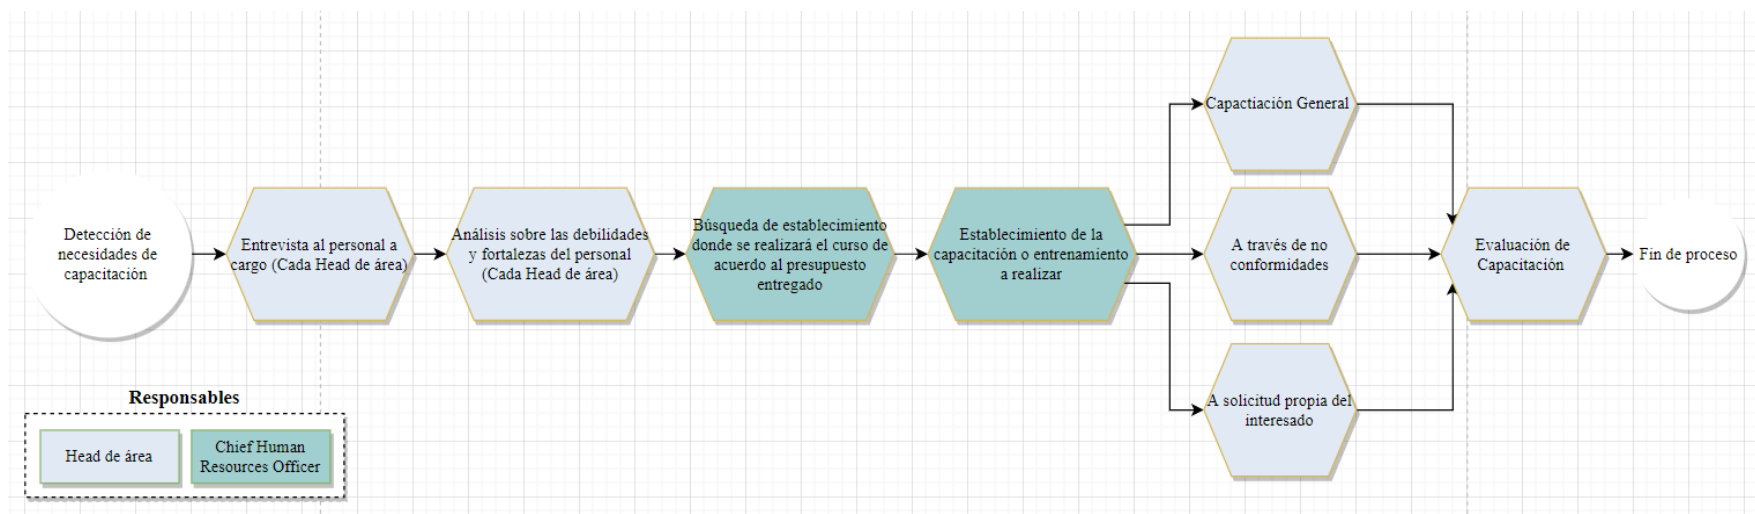 Detección de
necesidades de
capacitación
Entrevista al personal a
cargo (Cada Head de área)
Análisis sobre las debilidades
y fortalezas del personal
(Cada Head de área)
Búsqueda de establecimiento
donde se realizará el curso de
acuerdo al presupuesto
entregado
Establecimiento de la
capacitación o entrenamiento
a realizar
Capactiación General
A través de no
conformidades
A solicitud propia del
interesado
Evaluación de
Capacitación
Fin de proceso
Responsables
Head de área
Chief Human
Resources Officer